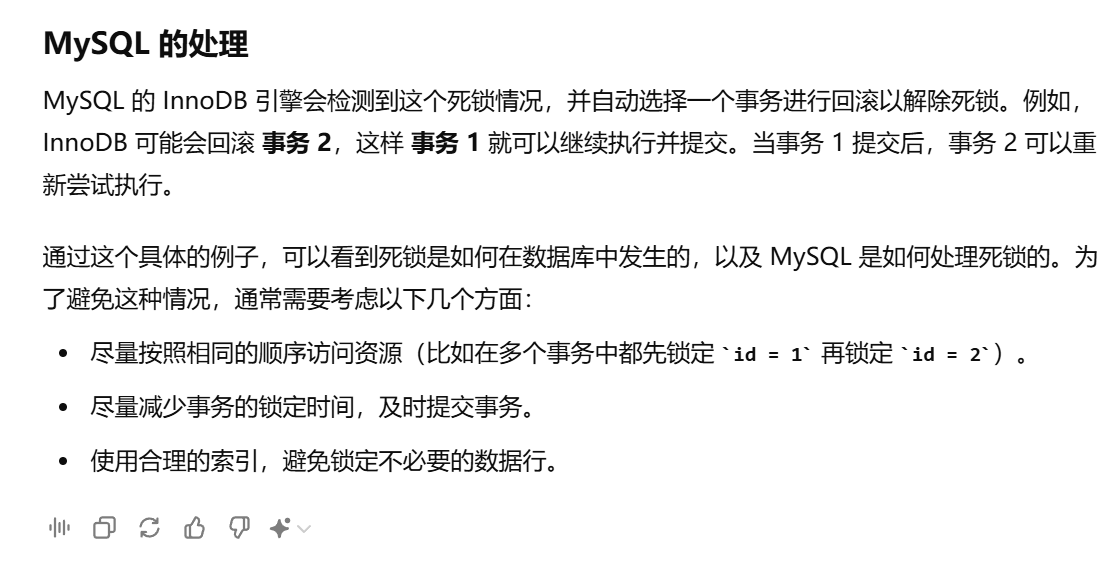 MySQL 的处理
MySQL 的 InnoDB 引擎会检测到这个死锁情况，并自动选择一个事务进行回滚以解除死锁。例如，
InnoDB 可能会回滚 事务 2，这样 事务 1 就可以继续执行并提交。当事务 1 提交后，事务 2 可以重
新尝试执行。
通过这个具体的例子，可以看到死锁是如何在数据库中发生的，以及 MySQL 是如何处理死锁的。为
了避免这种情况，通常需要考虑以下几个方面：
• 尽量按照相同的顺序访问资源（比如在多个事务中都先锁定 `id = 1` 再锁定 `id = 2`）。
• 尽量减少事务的锁定时间，及时提交事务。
• 使用合理的索引，避免锁定不必要的数据行。